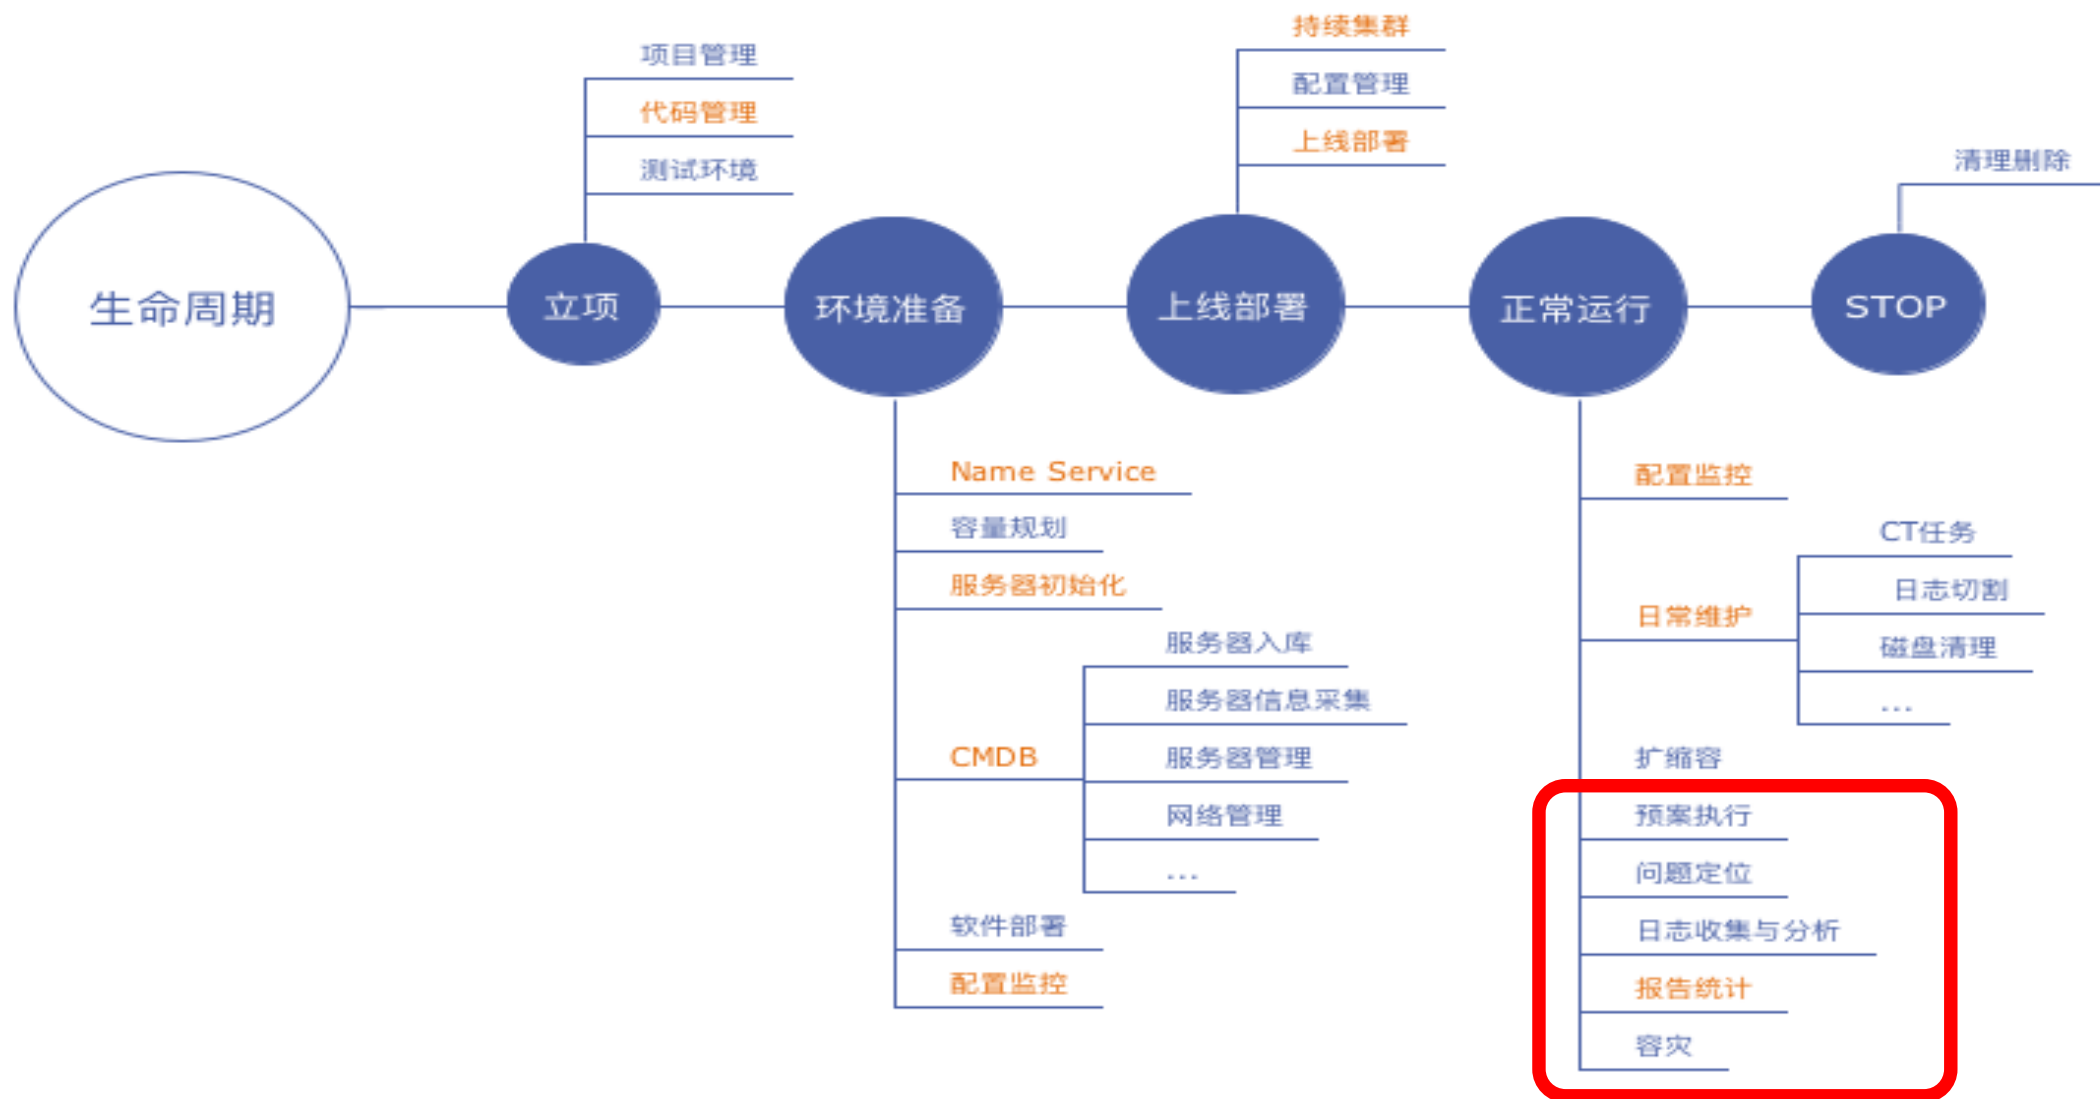 生命周期
立项
项目管理
代码管理
测试环境
环境准备
Name Service
容量规划
服务器初始化
CMDB
服务器入库
服务器信息采集
服务器管理
网络管理
...
软件部署
配置监控
上线部署
持续集群
配置管理
上线部署
正常运行
配置监控
日常维护
CT任务
日志切割
磁盘清理
...
扩缩容
预案执行
问题定位
日志收集与分析
报告统计
容灾
STOP
清理删除